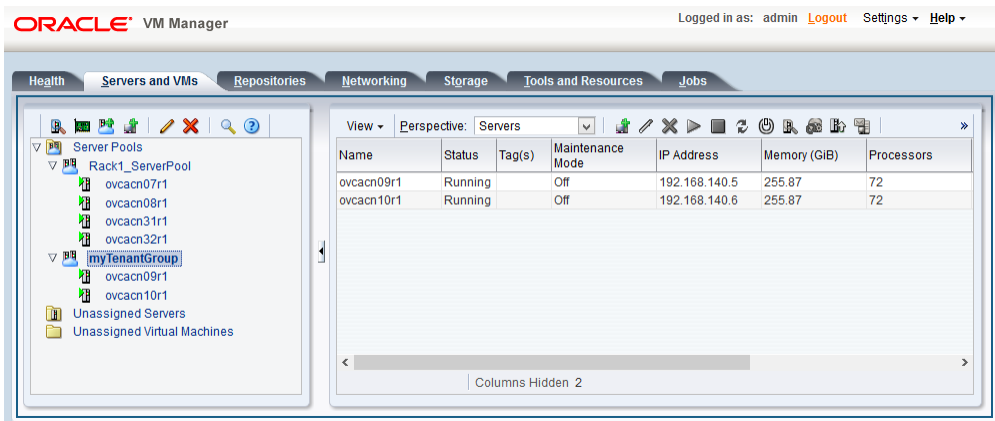 ORACLE VM Manager
Logged in as: admin Logout Settings Help
Health Servers and VMs Repositories Networking Storage Tools and Resources Jobs
View Perspective: Servers »
Server Pools
Rack1_ServerPool
ovcacn07r1
ovcacn08r1
ovcacn31r1
ovcacn32r1
myTenantGroup
ovcacn09r1
ovcacn10r1
Unassigned Servers
Unassigned Virtual Machines
Name Status Tag(s) Maintenance Mode IP Address Memory (GiB) Processors
ovcacn09r1 Running Off 192.168.140.5 255.87 72
ovcacn10r1 Running Off 192.168.140.6 255.87 72
Columns Hidden 2